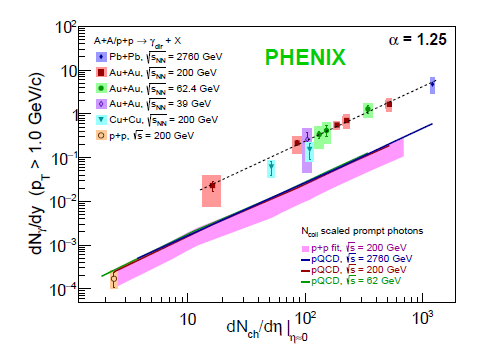 A+A/p+p → γdir + X
Pb+Pb, √sNN = 2760 GeV
Au+Au, √sNN = 200 GeV
Au+Au, √sNN = 62.4 GeV
Au+Au, √sNN = 39 GeV
Cu+Cu, √sNN = 200 GeV
p+p, √s = 200 GeV
PHENIX
α = 1.25
10²
10
1
10⁻¹
10⁻²
10⁻³
10⁻⁴
dNγ/dy (pT > 1.0 GeV/c)
Ncoll scaled prompt photons
p+p fit, √s = 200 GeV
pQCD, √s = 2760 GeV
pQCD, √s = 200 GeV
pQCD, √s = 62 GeV
10
10²
10³
dNch/dη |η≈0